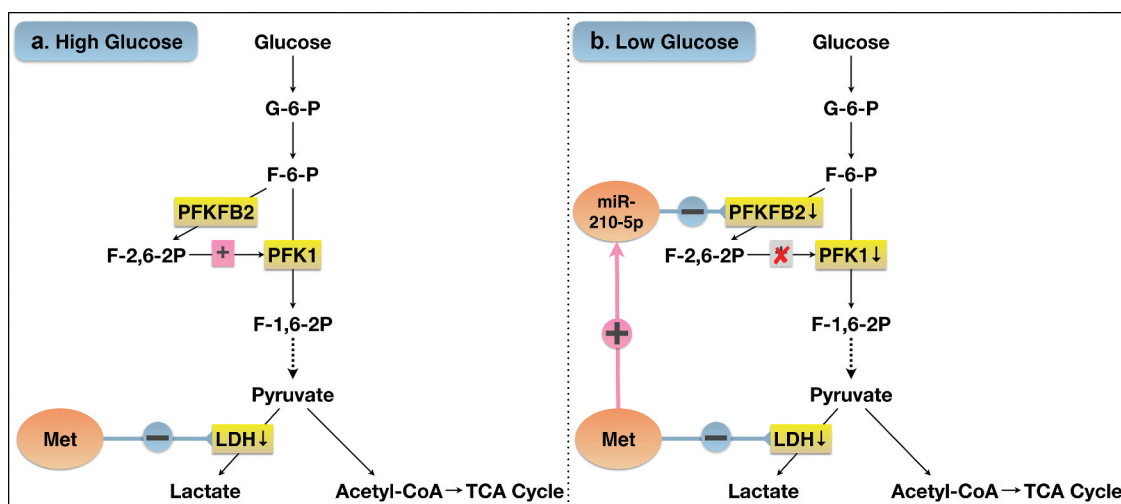 a. High Glucose
Glucose
G-6-P
F-6-P
PFKFB2
F-2,6-2P
+
PFK1
F-1,6-2P
Pyruvate
Met
−
LDH↓
Lactate
Acetyl-CoA→TCA Cycle
b. Low Glucose
Glucose
G-6-P
F-6-P
miR-
210-5p
−
PFKFB2↓
F-2,6-2P
PFK1↓
+
F-1,6-2P
Pyruvate
Met
−
LDH↓
Lactate
Acetyl-CoA→TCA Cycle